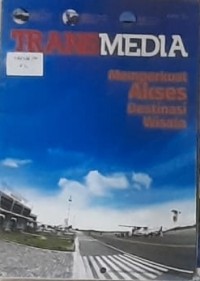 TRANSMEDIA
Memperkuat
Akses
Destinasi
Wisata